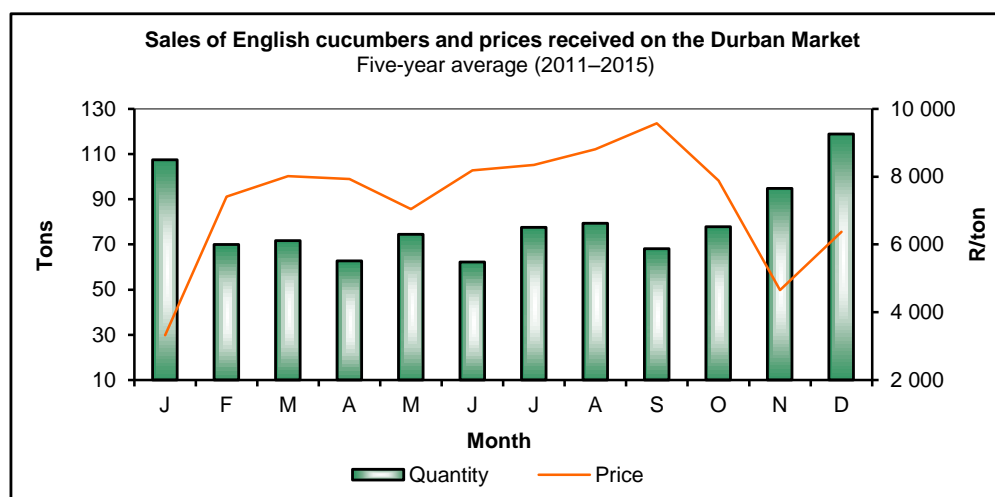 Sales of English cucumbers and prices received on the Durban Market
Five-year average (2011–2015)
130
110
90
70
50
30
10
Tons
10 000
8 000
6 000
4 000
2 000
R/ton
J F M A M J J A S O N D
Month
Quantity Price